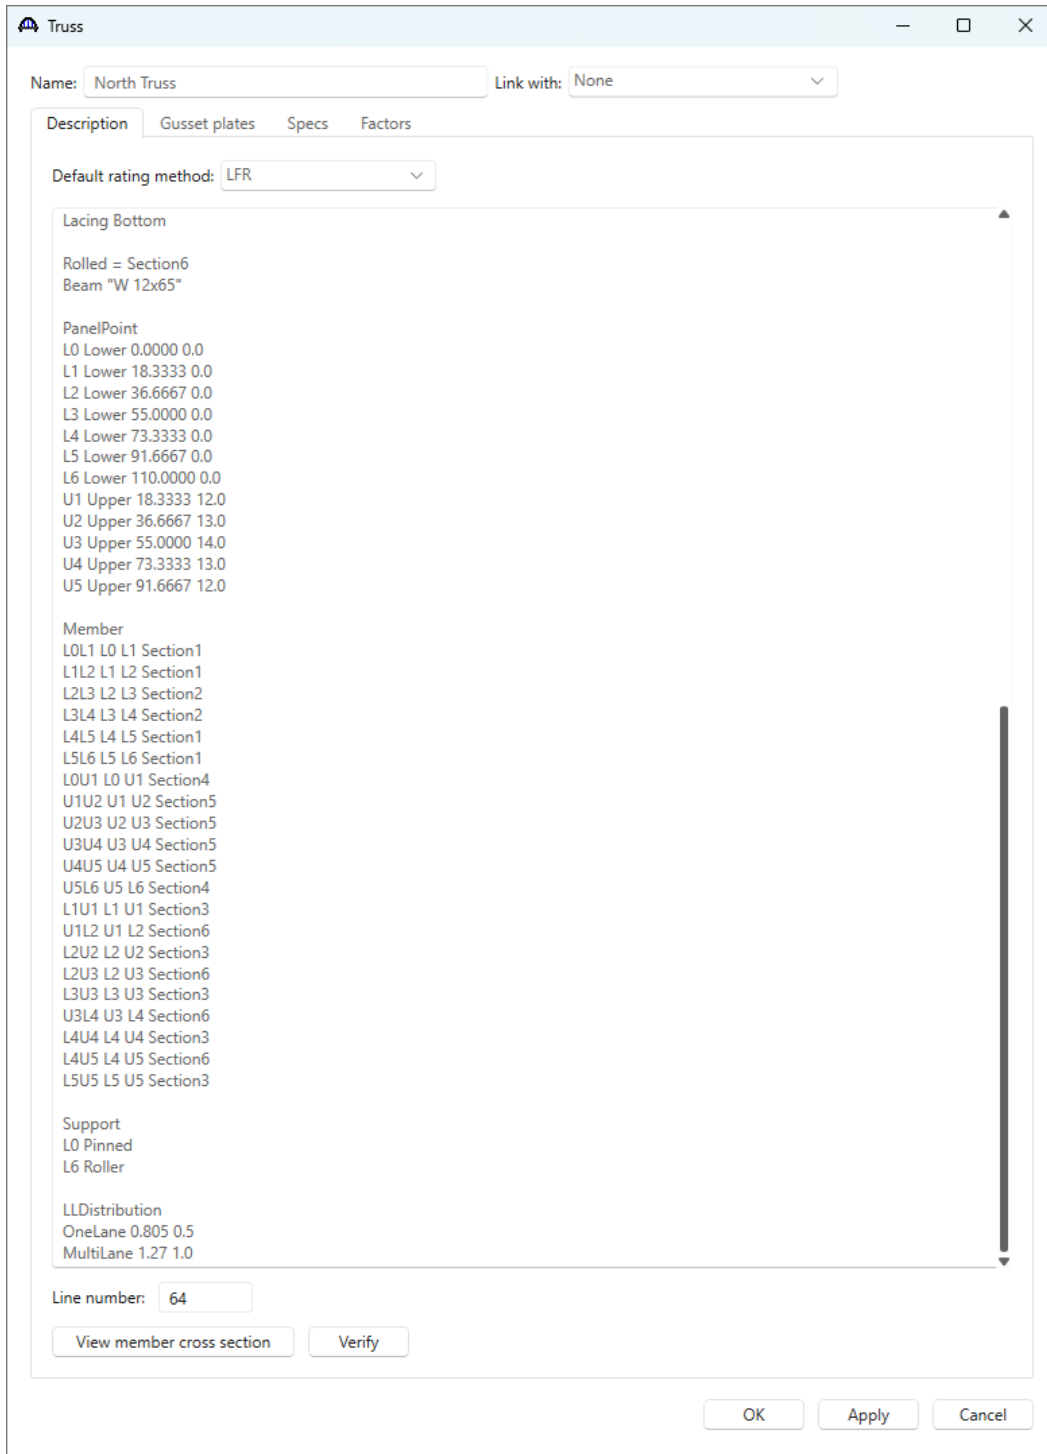 Truss
Name: North Truss Link with: None
Description Gusset plates Specs Factors
Default rating method: LFR
Lacing Bottom
Rolled = Section6
Beam "W 12x65"
PanelPoint
L0 Lower 0.0000 0.0
L1 Lower 18.3333 0.0
L2 Lower 36.6667 0.0
L3 Lower 55.0000 0.0
L4 Lower 73.3333 0.0
L5 Lower 91.6667 0.0
L6 Lower 110.0000 0.0
U1 Upper 18.3333 12.0
U2 Upper 36.6667 13.0
U3 Upper 55.0000 14.0
U4 Upper 73.3333 13.0
U5 Upper 91.6667 12.0
Member
L0L1 L0 L1 Section1
L1L2 L1 L2 Section1
L2L3 L2 L3 Section2
L3L4 L3 L4 Section2
L4L5 L4 L5 Section1
L5L6 L5 L6 Section1
L0U1 L0 U1 Section4
U1U2 U1 U2 Section5
U2U3 U2 U3 Section5
U3U4 U3 U4 Section5
U4U5 U4 U5 Section5
U5L6 U5 L6 Section4
L1U1 L1 U1 Section3
U1L2 U1 L2 Section6
L2U2 L2 U2 Section3
L2U3 L2 U3 Section6
L3U3 L3 U3 Section3
U3L4 U3 L4 Section6
L4U4 L4 U4 Section3
L4U5 L4 U5 Section6
L5U5 L5 U5 Section3
Support
L0 Pinned
L6 Roller
LLDistribution
OneLane 0.805 0.5
MultiLane 1.27 1.0
Line number: 64
View member cross section Verify
OK Apply Cancel